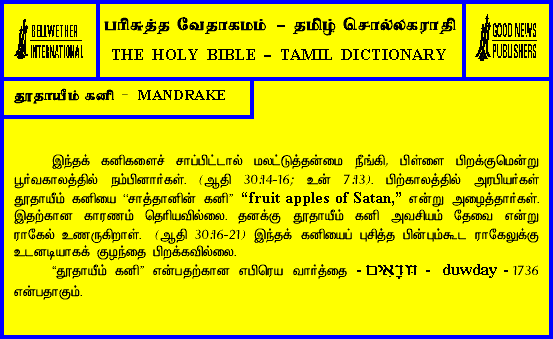 BELLWETHER
INTERNATIONAL
பரிசுத்த வேதாகமம் – தமிழ் சொல்லகராதி
THE HOLY BIBLE – TAMIL DICTIONARY
GOOD NEWS
PUBLISHERS
தூதாயீம் கனி - MANDRAKE
இந்தக் கனிகளைச் சாப்பிட்டால் மலட்டுத்தன்மை நீங்கி, பிள்ளை பிறக்குமென்று
பூர்வகாலத்தில் நம்பினார்கள். (ஆதி 30:14-16; உன் 7:13). பிற்காலத்தில் அரபியர்கள்
தூதாயீம் கனியை “சாத்தானின் கனி” “fruit apples of Satan,” என்று அழைத்தார்கள்.
இதற்கான காரணம் தெரியவில்லை. தனக்கு தூதாயீம் கனி அவசியம் தேவை என்று
ராகேல் உணருகிறாள். (ஆதி 30:16-21) இந்தக் கனியைப் புசித்த பின்பும்கூட ராகேலுக்கு
உடனடியாகக் குழந்தை பிறக்கவில்லை.
“தூதாயீம் கனி” என்பதற்கான எபிரெய வார்த்தை - דּוּדָאִים - duwday - 1736
என்பதாகும்.